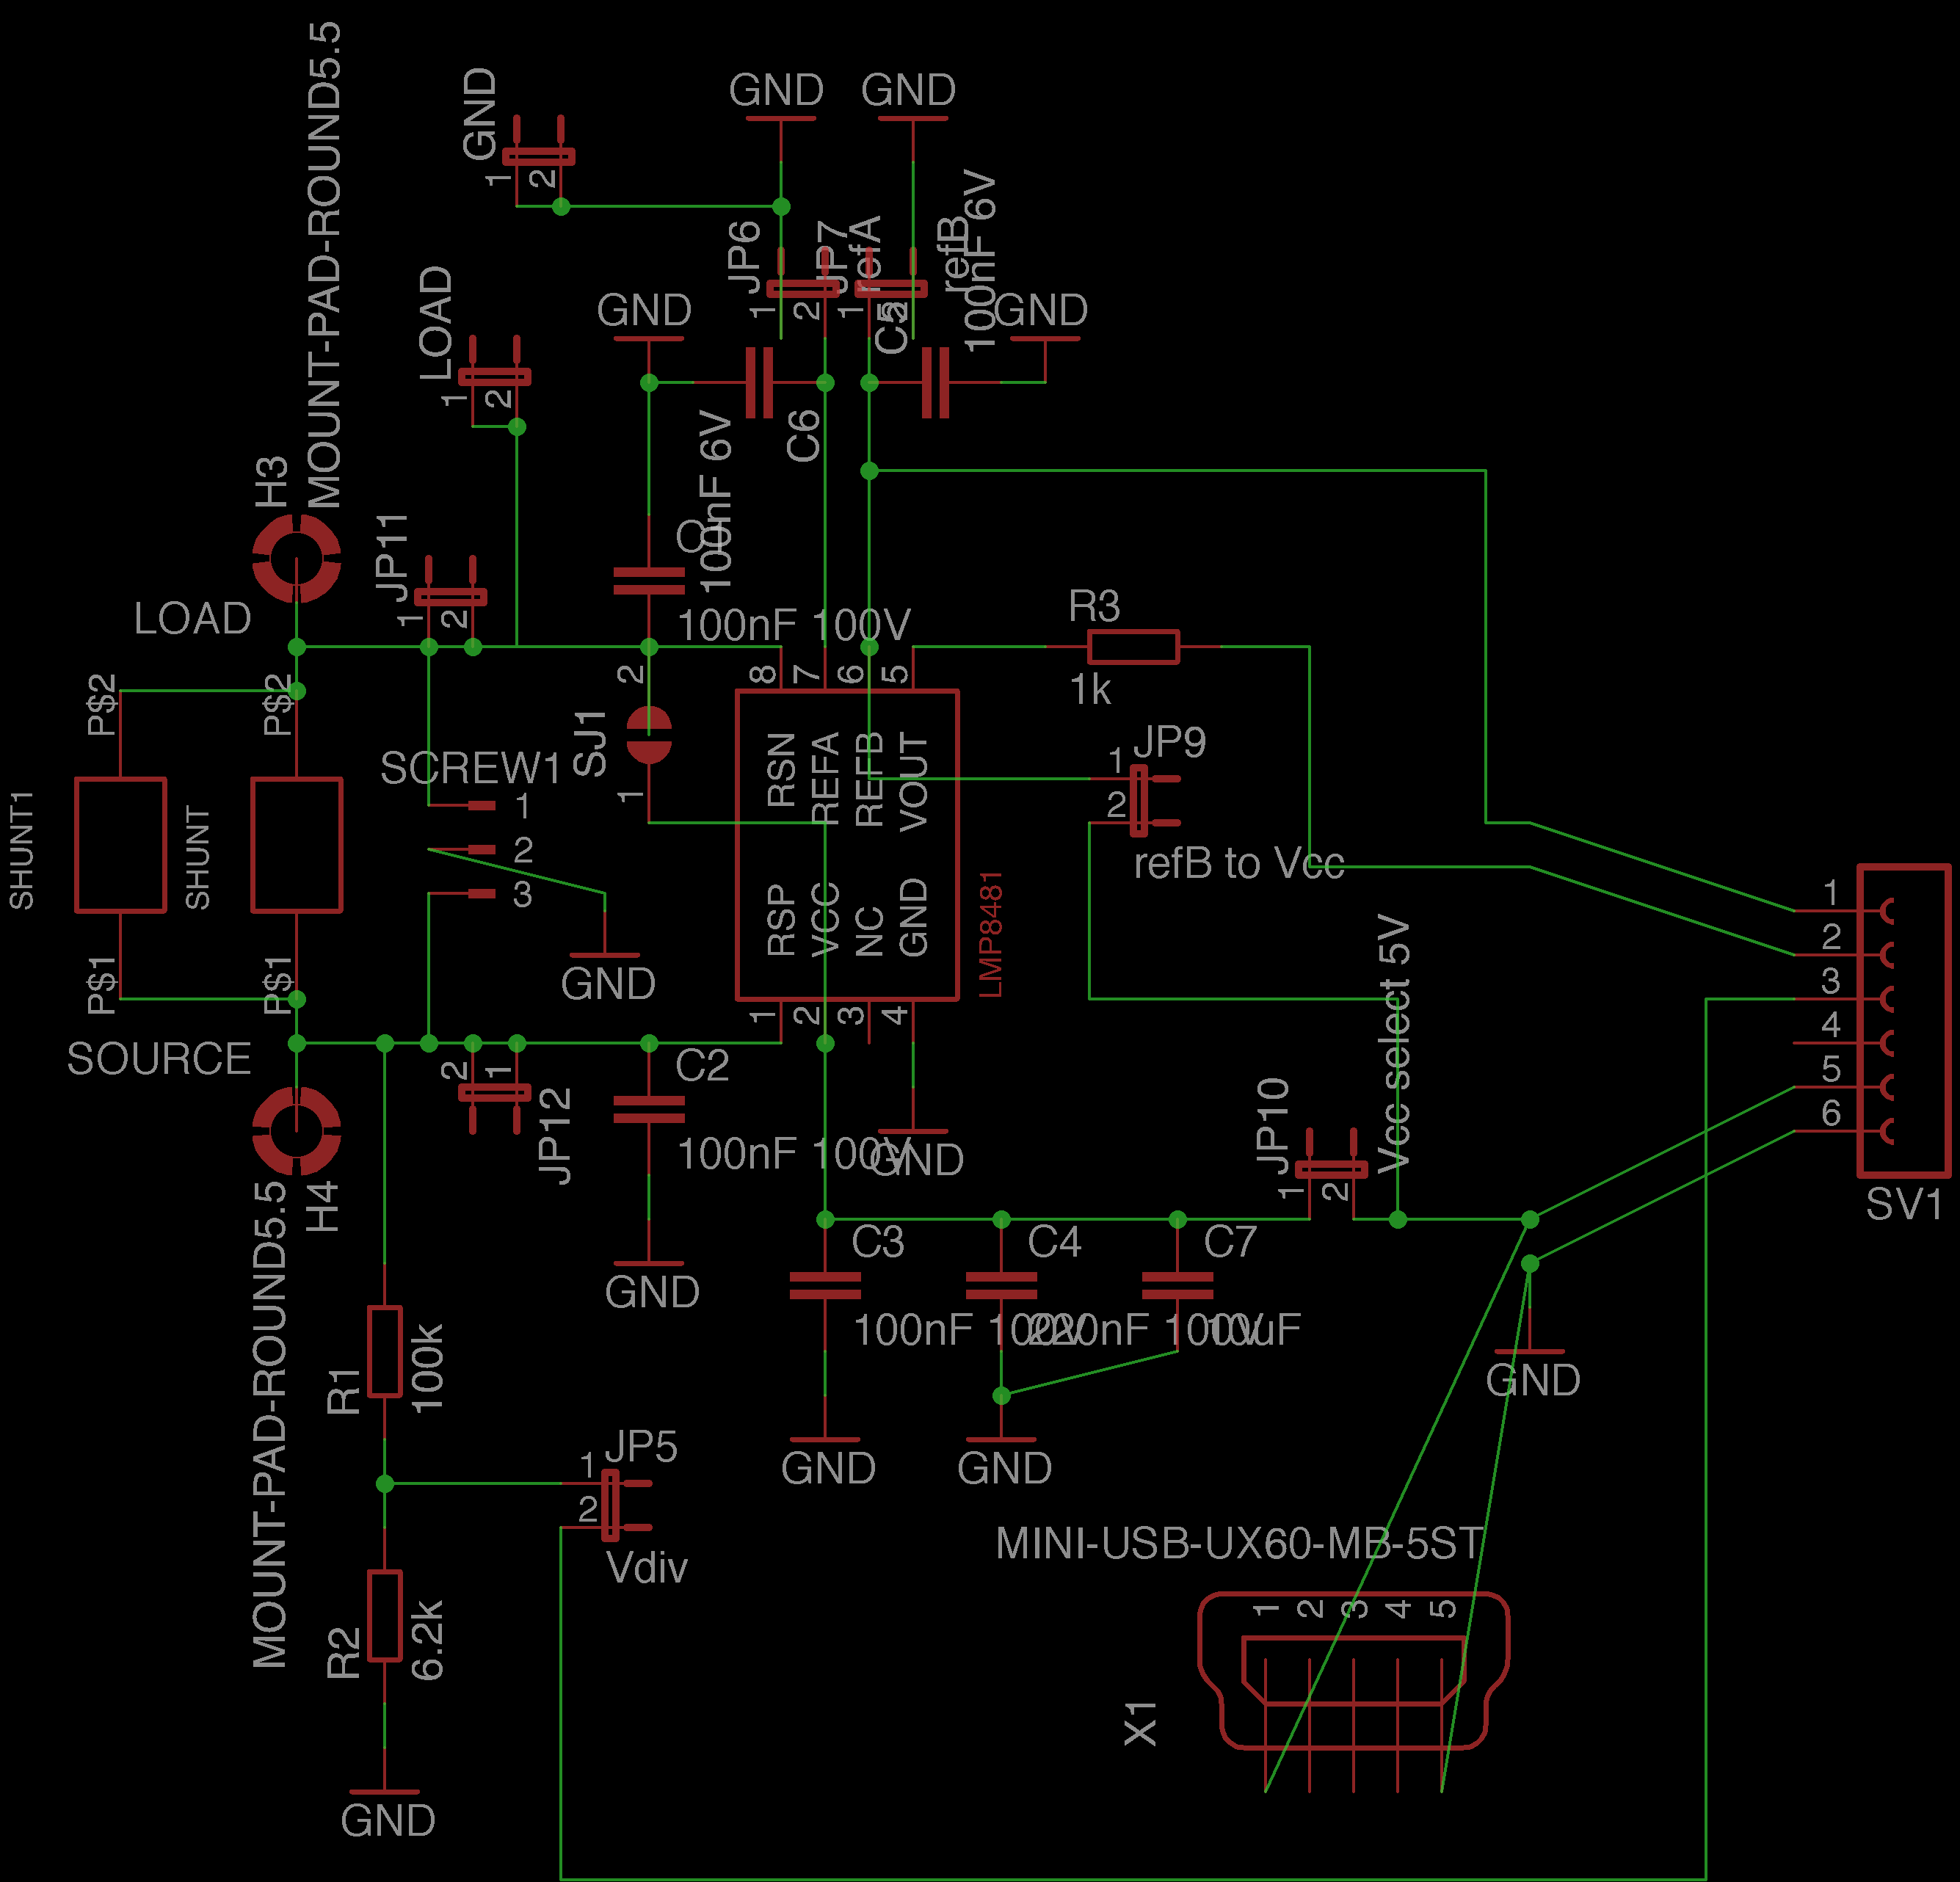 MOUNT-PAD-ROUND5.5
H3
LOAD
GND
1
2
LOAD
1
2
JP11
1
2
GND
GND
GND
JP6
1
2
JP7
refA
1
2
C5
refB
100nF 6V
GND
C6
100nF 6V
100nF 100V
R3
1k
P$2
P$2
SHUNT1
SHUNT
P$1
P$1
SCREW1
1
2
3
GND
2
SJ1
1
8
7
6
5
RSN
REFA
REFB
VOUT
RSP
VCC
NC
GND
LMP8481
1
2
3
4
JP9
1
2
refB to Vcc
1
2
3
4
5
6
SV1
SOURCE
H4
MOUNT-PAD-ROUND5.5
2
1
JP12
C2
100nF 100V
GND
GND
JP10
1
2
Vcc select 5V
C3
100nF 100V
C4
220nF 100V
C7
10uF
GND
GND
GND
R1
100k
JP5
1
2
Vdiv
R2
6.2k
GND
MINI-USB-UX60-MB-5ST
1
2
3
4
5
X1